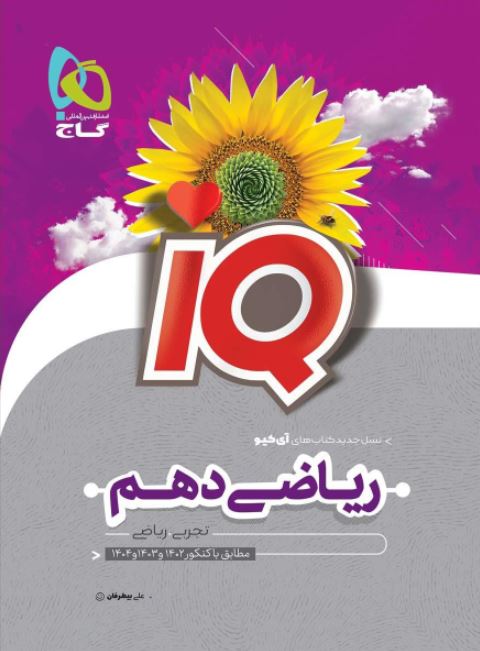 انتشارات بین‌المللی
گاج
IQ
< نسل جدید کتاب‌های آی‌کیو
ریاضی دهم
تجربی.ریاضی
مطابق با کنکور ۱۴۰۲ و ۱۴۰۳ و ۱۴۰۴ >
علی بیطرفان